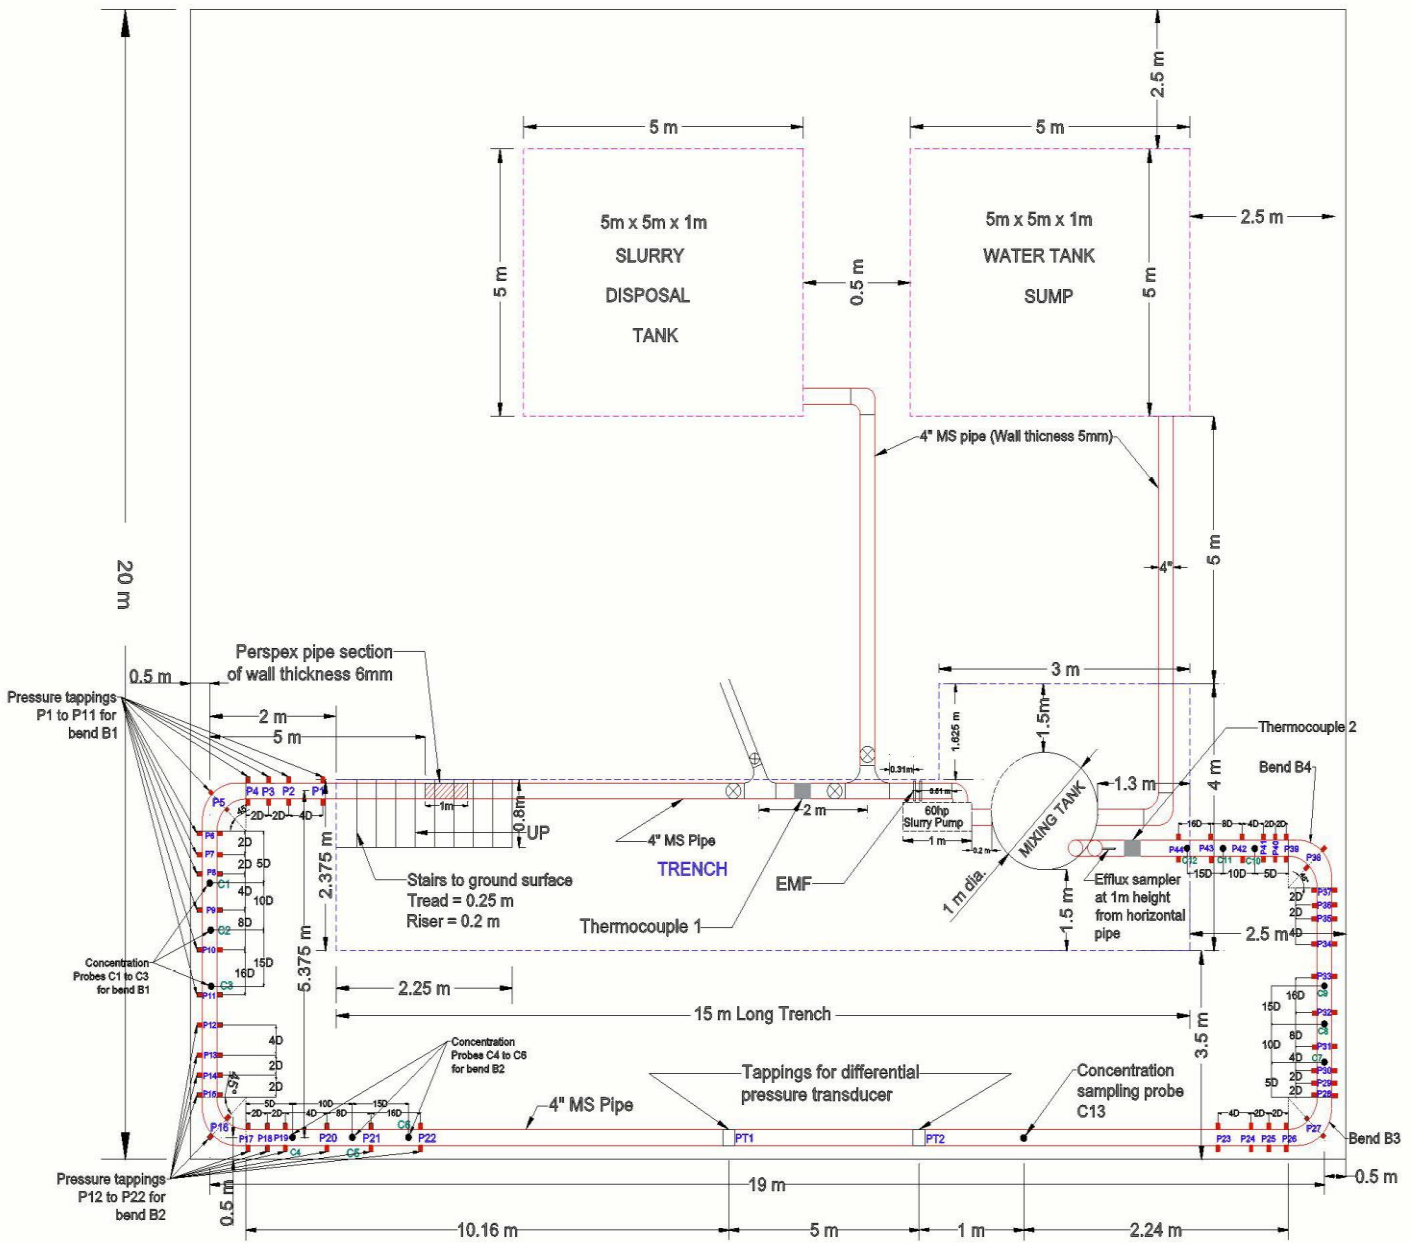 2.5 m
5 m
5 m
5m x 5m x 1m
SLURRY
DISPOSAL
TANK
5 m
5m x 5m x 1m
WATER TANK
SUMP
5 m
2.5 m
0.5 m
20 m
4" MS pipe (Wall thicness 5mm)
5 m
4"
Perspex pipe section
of wall thickness 6mm
0.5 m
Pressure tappings
P1 to P11 for
bend B1
2 m
5 m
3 m
1.625 m
1.5m
4 m
Thermocouple 2
Bend B4
P4 P3 P2 P1
P5
45°
2D 2D 4D
1m
0.8m
UP
4" MS Pipe
TRENCH
2 m
0.31m
0.51 m
60hp
Slurry Pump
1 m
0.2 m
EMF
MIXING TANK
1 m dia.
1.3 m
1.5 m
16D 8D 4D 2D 2D
P44 P43 P42 P41 P40 P39
C12 C11 C10
15D 10D 5D
P38
Efflux sampler
at 1m height
from horizontal
pipe
2.5 m
P37
P36
P35
P34
P33
C9
P32
C8
P31
C7
P30
P29
P28
2D
2D
4D
16D
8D
4D
2D
2D
15D
10D
5D
P6
P7
P8
C1
P9
C2
P10
C3
P11
P12
P13
P14
P15
P16
2D
2D
4D
8D
16D
5D
10D
15D
4D
2D
2D
45°
2.375 m
5.375 m
Stairs to ground surface
Tread = 0.25 m
Riser = 0.2 m
Thermocouple 1
Concentration
Probes C1 to C3
for bend B1
2.25 m
15 m Long Trench
3.5 m
Concentration
Probes C4 to C6
for bend B2
Tappings for differential
pressure transducer
Concentration
sampling probe
C13
4" MS Pipe
5D 10D 15D
2D 2D 4D 8D 16D
C6
P17 P18 P19 P20 P21 P22
C4 C5
PT1
PT2
4D 2D 2D
P23 P24 P25 P26
P27
Bend B3
Pressure tappings
P12 to P22 for
bend B2
0.5 m
19 m
0.5 m
10.16 m
5 m
1 m
2.24 m